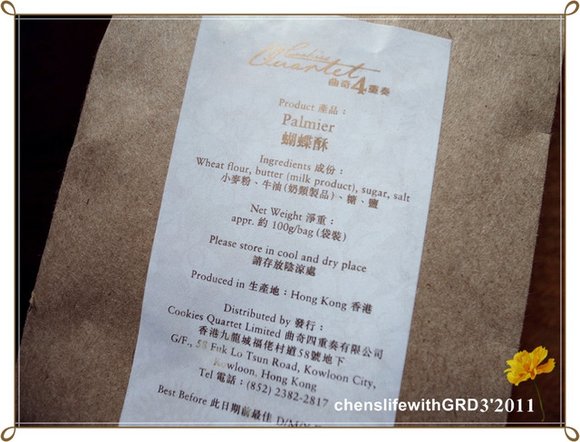 Cookies
Quartet
曲奇4重奏
Product 產品：
Palmier
蝴蝶酥
Ingredients 成份：
Wheat flour, butter (milk product), sugar, salt
小麥粉、牛油(奶類製品)、糖、鹽
Net Weight 淨重：
appr. 約 100g/bag (袋裝)
Please store in cool and dry place
請存放陰涼處
Produced in 生產地：Hong Kong 香港
Distributed by 發行：
Cookies Quartet Limited 曲奇四重奏有限公司
香港九龍城福佬村道58號地下
G/F., 58 Fuk Lo Tsun Road, Kowloon City,
Kowloon, Hong Kong
Tel 電話：(852) 2382-2817
Best Before 此日期前最佳 D/M/Y
chenslifewithGRD3'2011